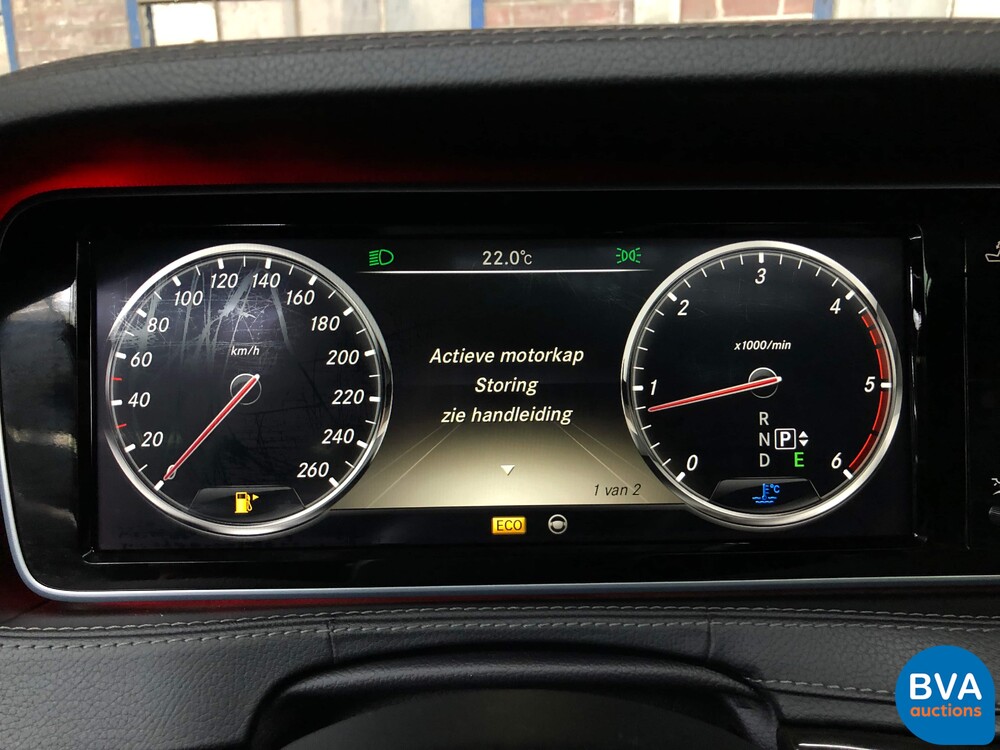 22.0°C
km/h
0
20
40
60
80
100
120
140
160
180
200
220
240
260
Actieve motorkap
Storing
zie handleiding
1 van 2
ECO
x1000/min
0
1
2
3
4
5
6
R
N P
D E
°C
BVA
auctions